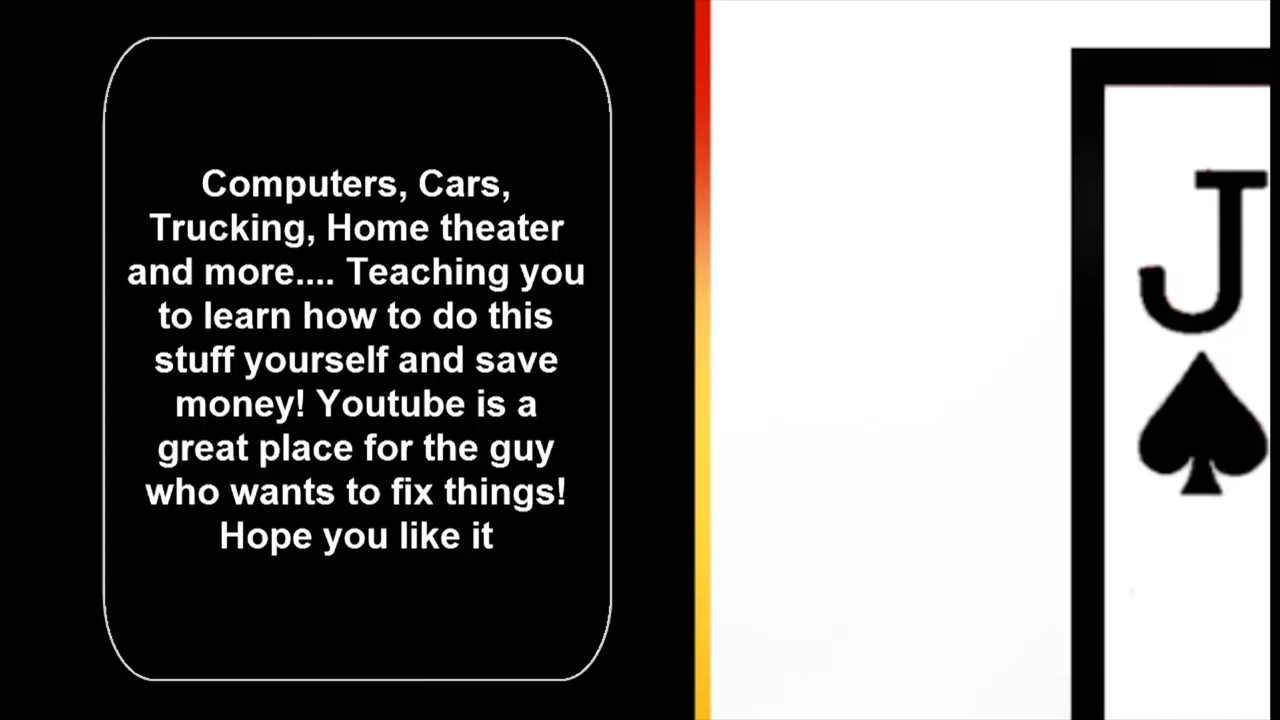 Computers, Cars,
Trucking, Home theater
and more.... Teaching you
to learn how to do this
stuff yourself and save
money! Youtube is a
great place for the guy
who wants to fix things!
Hope you like it
J